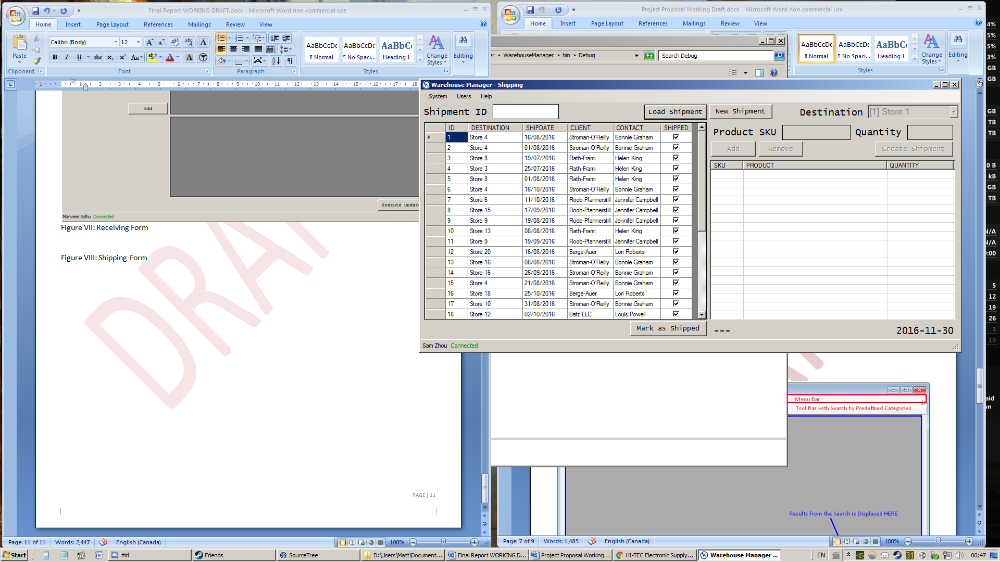 Final Report WORKING DRAFT.docx - Microsoft Word non-commercial use
Home Insert Page Layout References Mailings Review View
Calibri (Body) 12
Paste
Clipboard Font Paragraph Styles
AaBbCcDc AaBbCcDc AaBbC
¶ Normal ¶ No Spaci... Heading 1
Change Styles
Editing
Project Proposal Working Draft.docx - Microsoft Word non-commercial use
Home Insert Page Layout References Mailings Review View
AaBbCcDc AaBbCcDc AaBbC
¶ Normal ¶ No Spaci... Heading 1
Change Styles
Editing
Styles
WarehouseManager bin Debug
Search Debug
Add
Execute Update
Manveer Sidhu Connected
Figure VII: Receiving Form
Figure VIII: Shipping Form
DRAF
PAGE | 11
Warehouse Manager - Shipping
System Users Help
Shipment ID Load Shipment New Shipment Destination [1] Store 1
Product SKU Quantity
Add Remove Create Shipment
SKU PRODUCT QUANTITY
ID DESTINATION SHIPDATE CLIENT CONTACT SHIPPED
1 Store 4 16/08/2016 Stroman-O'Reilly Bonnie Graham
2 Store 4 01/08/2016 Stroman-O'Reilly Bonnie Graham
3 Store 8 19/07/2016 Rath-Frami Helen King
4 Store 3 25/07/2016 Rath-Frami Helen King
5 Store 8 01/08/2016 Rath-Frami Helen King
6 Store 4 16/10/2016 Stroman-O'Reilly Bonnie Graham
7 Store 6 11/10/2016 Roob-Pfannerstill Jennifer Campbell
8 Store 15 17/09/2016 Roob-Pfannerstill Jennifer Campbell
9 Store 9 19/08/2016 Roob-Pfannerstill Jennifer Campbell
10 Store 13 08/08/2016 Rath-Frami Helen King
11 Store 9 19/09/2016 Roob-Pfannerstill Jennifer Campbell
12 Store 20 16/08/2016 Berge-Auer Lori Roberts
13 Store 16 08/08/2016 Stroman-O'Reilly Bonnie Graham
14 Store 16 26/09/2016 Stroman-O'Reilly Bonnie Graham
15 Store 4 21/08/2016 Stroman-O'Reilly Bonnie Graham
16 Store 18 25/10/2016 Berge-Auer Lori Roberts
17 Store 10 31/08/2016 Stroman-O'Reilly Bonnie Graham
18 Store 12 02/10/2016 Batz LLC Louis Powell
Mark as Shipped --- 2016-11-30
Sam Zhou Connected
Menu Bar
Tool Bar with Search by Predefined Categories
Results From the Search is Displayed HERE
Page: 11 of 11 Words: 2,447 English (Canada) 100%
Page: 7 of 9 Words: 1,485 English (Canada) 100%
Start #irl Friends SourceTree D:\Users\Matt\Document... Final Report WORKING D... Project Proposal Working... HI-TEC Electronic Supply... Warehouse Manager ... EN 31 00:47